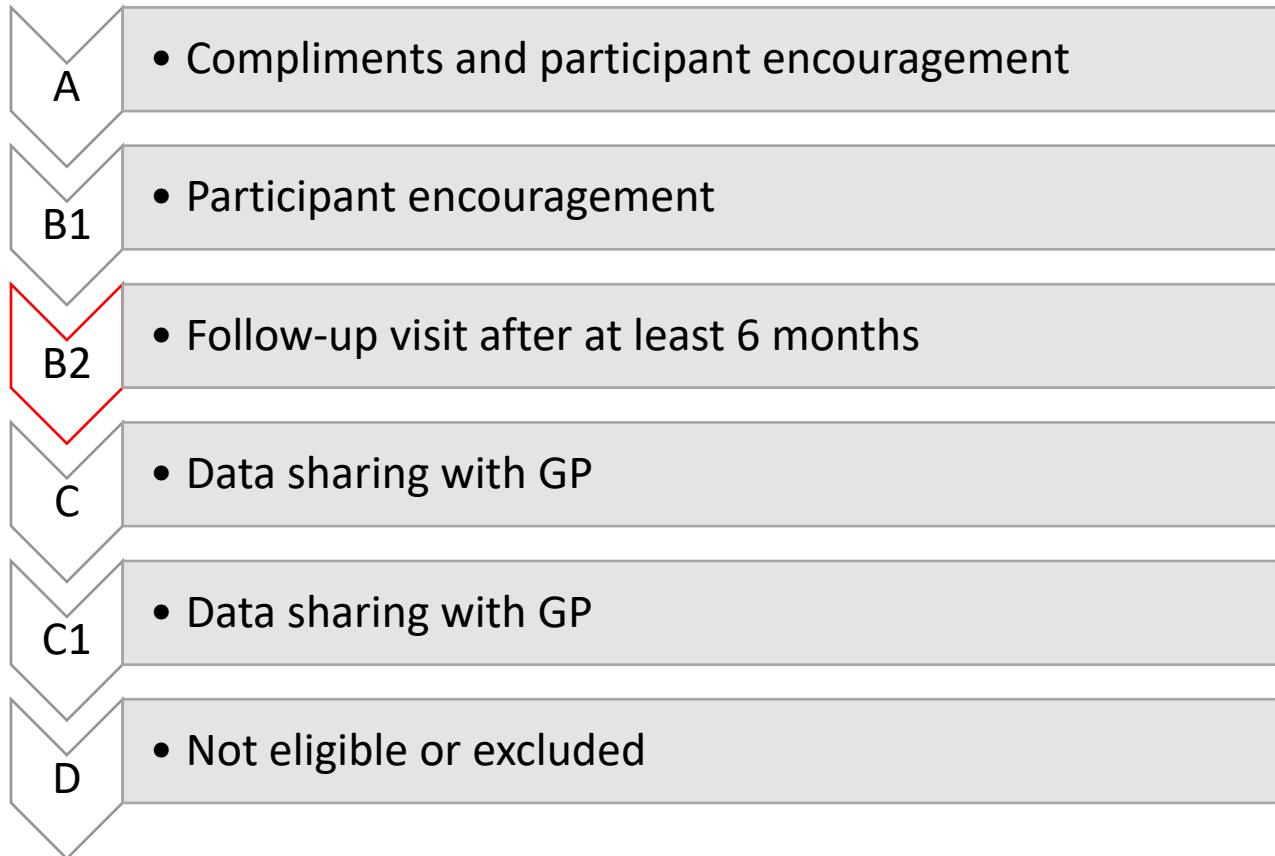 A
• Compliments and participant encouragement
B1
• Participant encouragement
B2
• Follow-up visit after at least 6 months
C
• Data sharing with GP
C1
• Data sharing with GP
D
• Not eligible or excluded